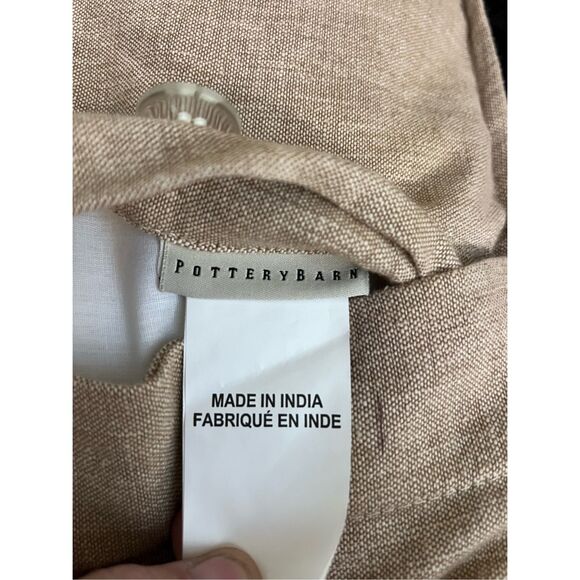 POTTERYBARN
MADE IN INDIA
FABRIQUÉ EN INDE